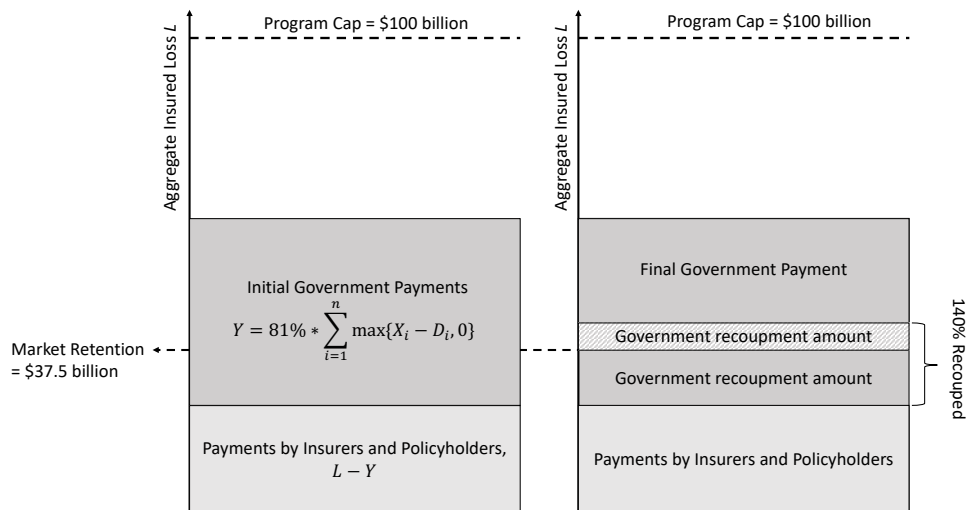 Program Cap = $100 billion
Aggregate Insured Loss L
Initial Government Payments
Y = 81% * \sum_{i=1}^{n} max{X_i − D_i, 0}
Market Retention
= $37.5 billion
Payments by Insurers and Policyholders,
L − Y
Program Cap = $100 billion
Aggregate Insured Loss L
Final Government Payment
Government recoupment amount
Government recoupment amount
140% Recouped
Payments by Insurers and Policyholders